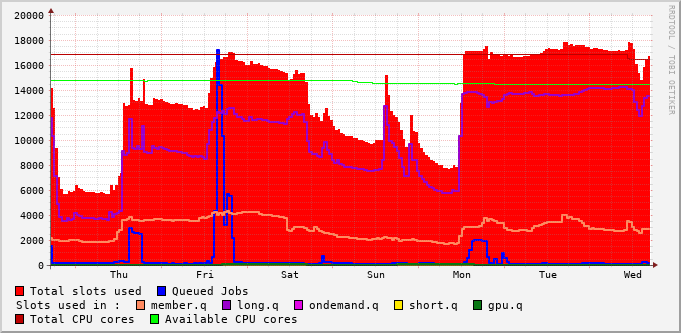 20000
18000
16000
14000
12000
10000
8000
6000
4000
2000
0
Thu Fri Sat Sun Mon Tue Wed
RRDTOOL / TOBI OETIKER
Total slots used Queued Jobs
Slots used in : member.q long.q ondemand.q short.q gpu.q
Total CPU cores Available CPU cores